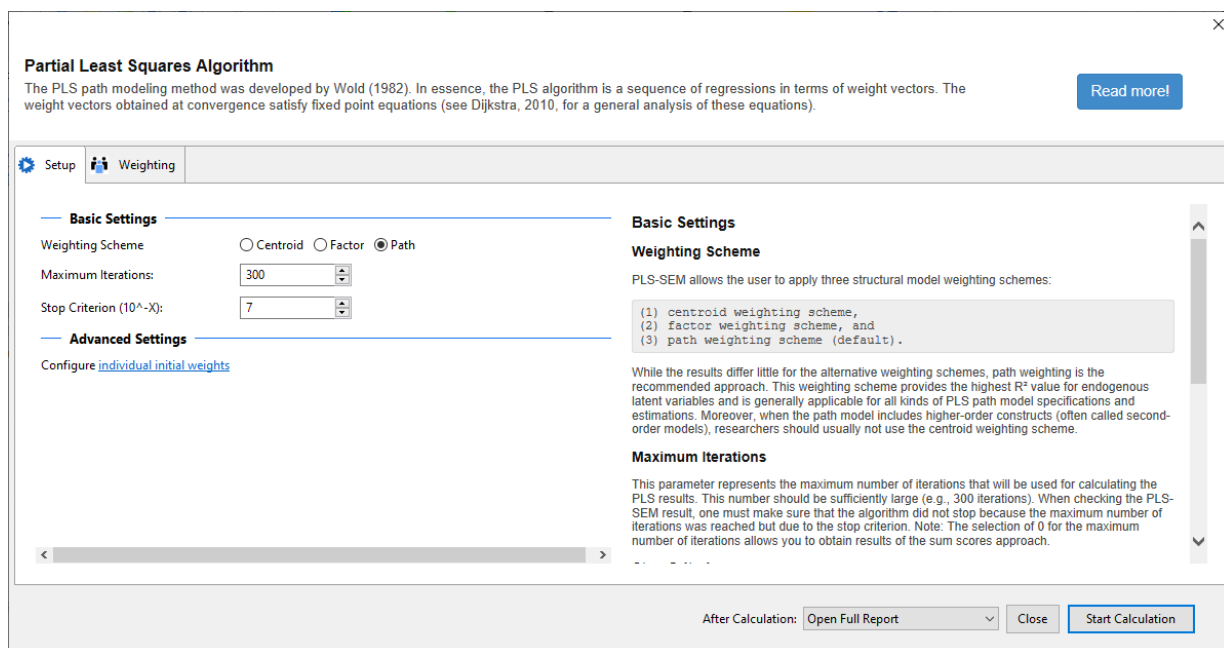 Partial Least Squares Algorithm
The PLS path modeling method was developed by Wold (1982). In essence, the PLS algorithm is a sequence of regressions in terms of weight vectors. The
weight vectors obtained at convergence satisfy fixed point equations (see Dijkstra, 2010, for a general analysis of these equations).
Read more!
Setup
Weighting
Basic Settings
Weighting Scheme
Centroid
Factor
Path
Maximum Iterations:
300
Stop Criterion (10^-X):
7
Advanced Settings
Configure individual initial weights
Basic Settings
Weighting Scheme
PLS-SEM allows the user to apply three structural model weighting schemes:
(1) centroid weighting scheme,
(2) factor weighting scheme, and
(3) path weighting scheme (default).
While the results differ little for the alternative weighting schemes, path weighting is the
recommended approach. This weighting scheme provides the highest R² value for endogenous
latent variables and is generally applicable for all kinds of PLS path model specifications and
estimations. Moreover, when the path model includes higher-order constructs (often called second-
order models), researchers should usually not use the centroid weighting scheme.
Maximum Iterations
This parameter represents the maximum number of iterations that will be used for calculating the
PLS results. This number should be sufficiently large (e.g., 300 iterations). When checking the PLS-
SEM result, one must make sure that the algorithm did not stop because the maximum number of
iterations was reached but due to the stop criterion. Note: The selection of 0 for the maximum
number of iterations allows you to obtain results of the sum scores approach.
After Calculation:
Open Full Report
Close
Start Calculation